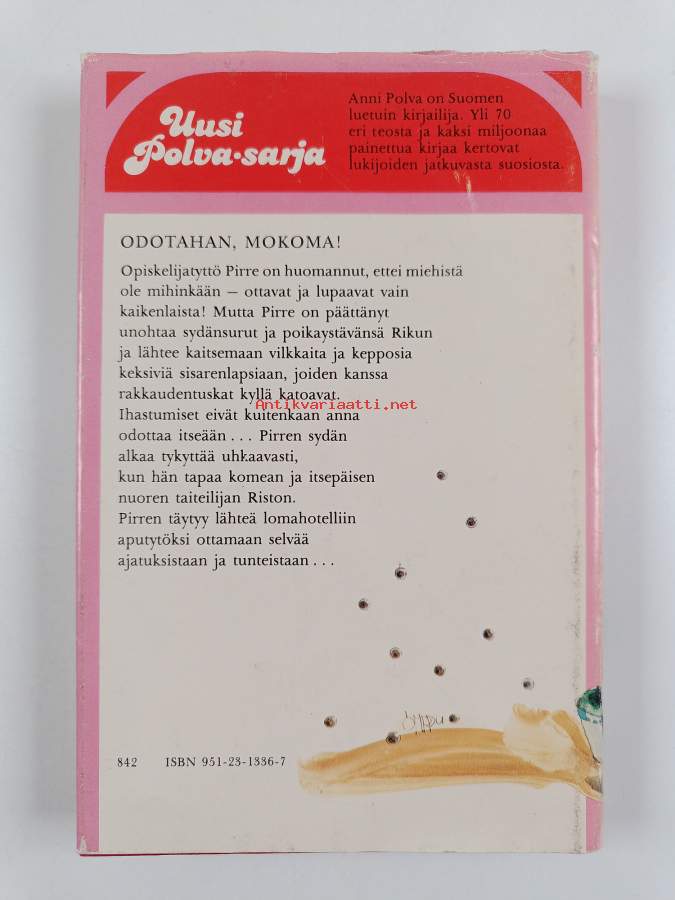 Uusi
Polva-sarja
Anni Polva on Suomen
luetuin kirjailija. Yli 70
eri teosta ja kaksi miljoonaa
painettua kirjaa kertovat
lukijoiden jatkuvasta suosiosta.
ODOTAHAN, MOKOMA!
Opiskelijatyttö Pirre on huomannut, ettei miehistä
ole mihinkään — ottavat ja lupaavat vain
kaikenlaista! Mutta Pirre on päättänyt
unohtaa sydänsurut ja poikaystävänsä Rikun
ja lähtee kaitsemaan vilkkaita ja kepposia
keksiviä sisarenlapsiaan, joiden kanssa
rakkaudentuskat kyllä katoavat.
Antikvariaatti.net
Ihastumiset eivät kuitenkaan anna
odottaa itseään . . . Pirren sydän
alkaa tykyttää uhkaavasti,
kun hän tapaa komean ja itsepäisen
nuoren taiteilijan Riston.
Pirren täytyy lähteä lomahotelliin
aputytöksi ottamaan selvää
ajatuksistaan ja tunteistaan . . .
842 ISBN 951-23-1336-7